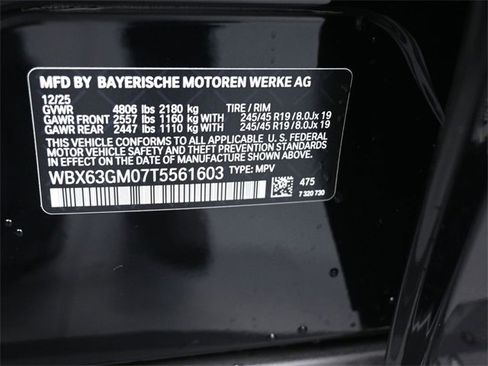 MFD BY BAYERISCHE MOTOREN WERKE AG
12/25
GVWR 4806 lbs 2180 kg TIRE / RIM
GAWR FRONT 2557 lbs 1160 kg WITH 245/45 R19 / 8.0Jx 19
GAWR REAR 2447 lbs 1110 kg WITH 245/45 R19 / 8.0Jx 19
THIS VEHICLE CONFORMS TO ALL APPLICABLE U. S. FEDERAL
MOTOR VEHICLE SAFETY, BUMPER, AND THEFT PREVENTION
STANDARDS IN EFFECT ON THE DATE OF MANUFACTURE SHOWN ABOVE.
WBX63GM07T5561603 TYPE: MPV
475
7 320 730